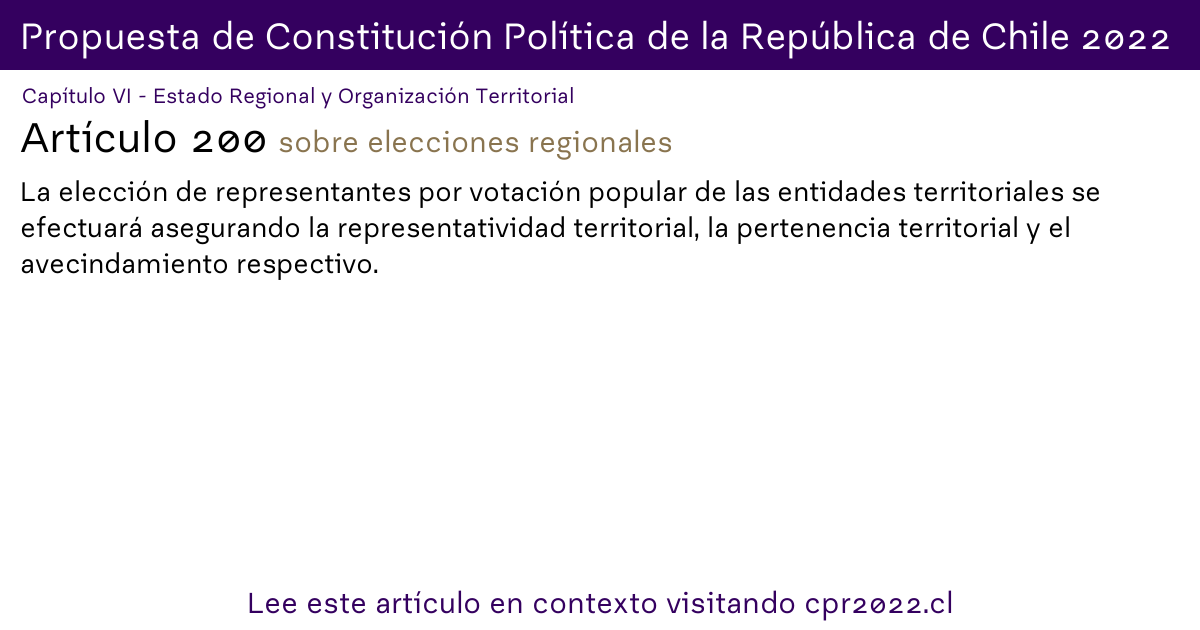 Propuesta de Constitución Política de la República de Chile 2022
Capítulo VI - Estado Regional y Organización Territorial
Artículo 200 sobre elecciones regionales
La elección de representantes por votación popular de las entidades territoriales se
efectuará asegurando la representatividad territorial, la pertenencia territorial y el
avecindamiento respectivo.
Lee este artículo en contexto visitando cpr2022.cl